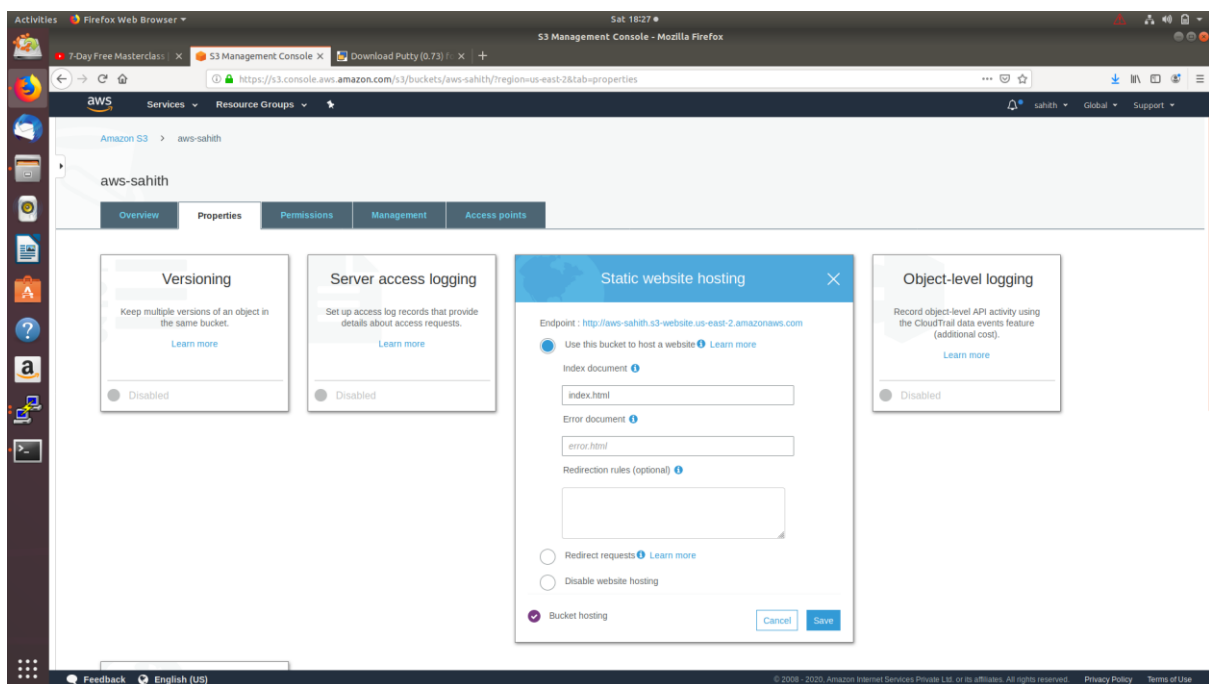 Activities Firefox Web Browser Sat 18:27
S3 Management Console - Mozilla Firefox
7-Day Free Masterclass | S3 Management Console Download Putty (0.73)
https://s3.console.aws.amazon.com/s3/buckets/aws-sahith/?region=us-east-2&tab=properties
aws Services Resource Groups sahith Global Support
Amazon S3 > aws-sahith
aws-sahith
Overview Properties Permissions Management Access points
Versioning
Keep multiple versions of an object in
the same bucket.
Learn more
Disabled
Server access logging
Set up access log records that provide
details about access requests.
Learn more
Disabled
Static website hosting
Endpoint : http://aws-sahith.s3-website.us-east-2.amazonaws.com
Use this bucket to host a website Learn more
Index document
index.html
Error document
error.html
Redirection rules (optional)
Redirect requests Learn more
Disable website hosting
Bucket hosting
Cancel Save
Object-level logging
Record object-level API activity using
the CloudTrail data events feature
(additional cost).
Learn more
Disabled
Feedback English (US) © 2008 - 2020, Amazon Internet Services Private Ltd. or its affiliates. All rights reserved. Privacy Policy Terms of Use